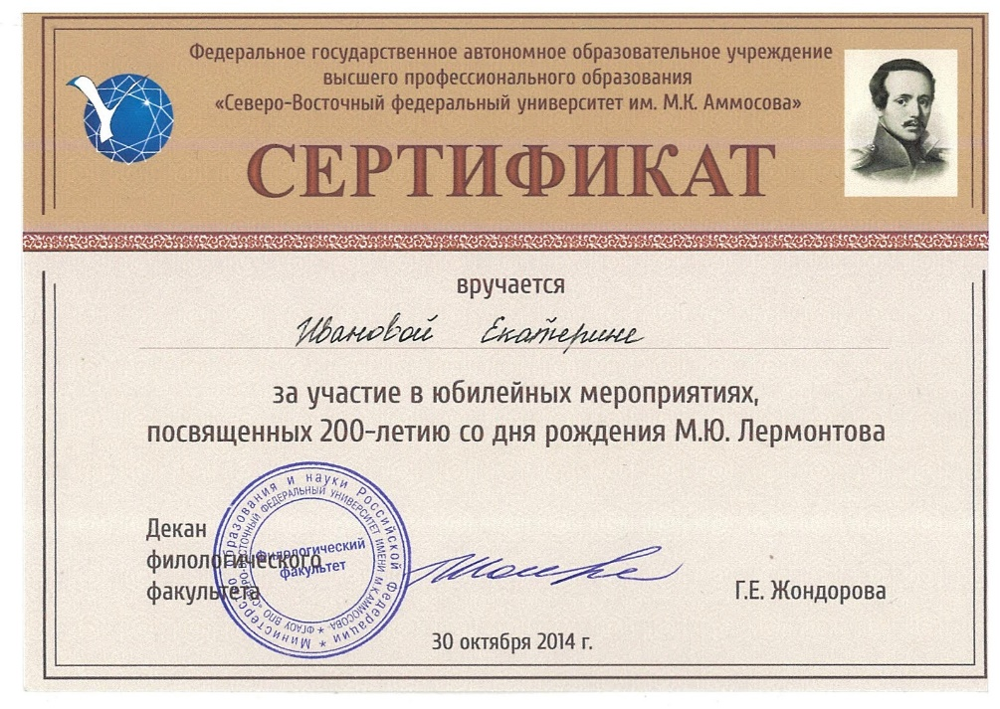 Федеральное государственное автономное образовательное учреждение
высшего профессионального образования
«Северо-Восточный федеральный университет им. М.К. Аммосова»
СЕРТИФИКАТ
вручается
Ивановой Екатерине
за участие в юбилейных мероприятиях,
посвященных 200-летию со дня рождения М.Ю. Лермонтова
Декан
филологического
факультета
Г.Е. Жондорова
Министерство образования и науки Российской Федерации *
ФГАОУ ВПО «СЕВЕРО-ВОСТОЧНЫЙ ФЕДЕРАЛЬНЫЙ УНИВЕРСИТЕТ ИМЕНИ М.К.АММОСОВА» *
филологический
факультет
30 октября 2014 г.